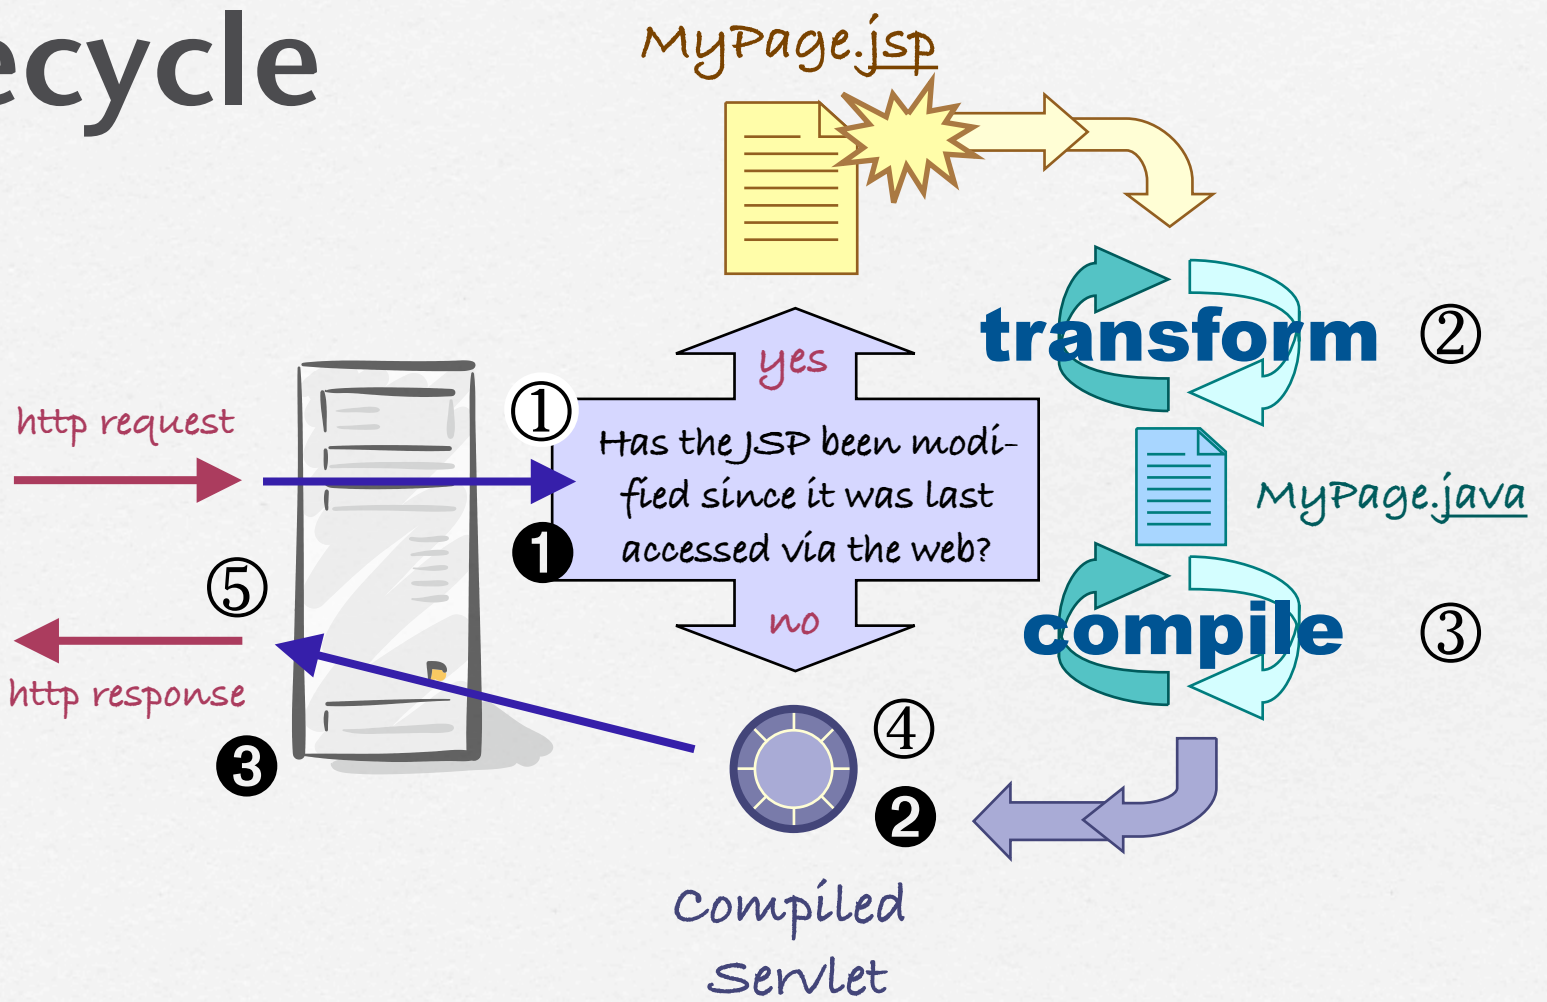 ecycle
MyPage.jsp
yes
transform
②
http request
①
Has the JSP been modi-
fied since it was last
accessed via the web?
❶
MyPage.java
⑤
no
compile
③
http response
❸
④
❷
Compiled
Servlet